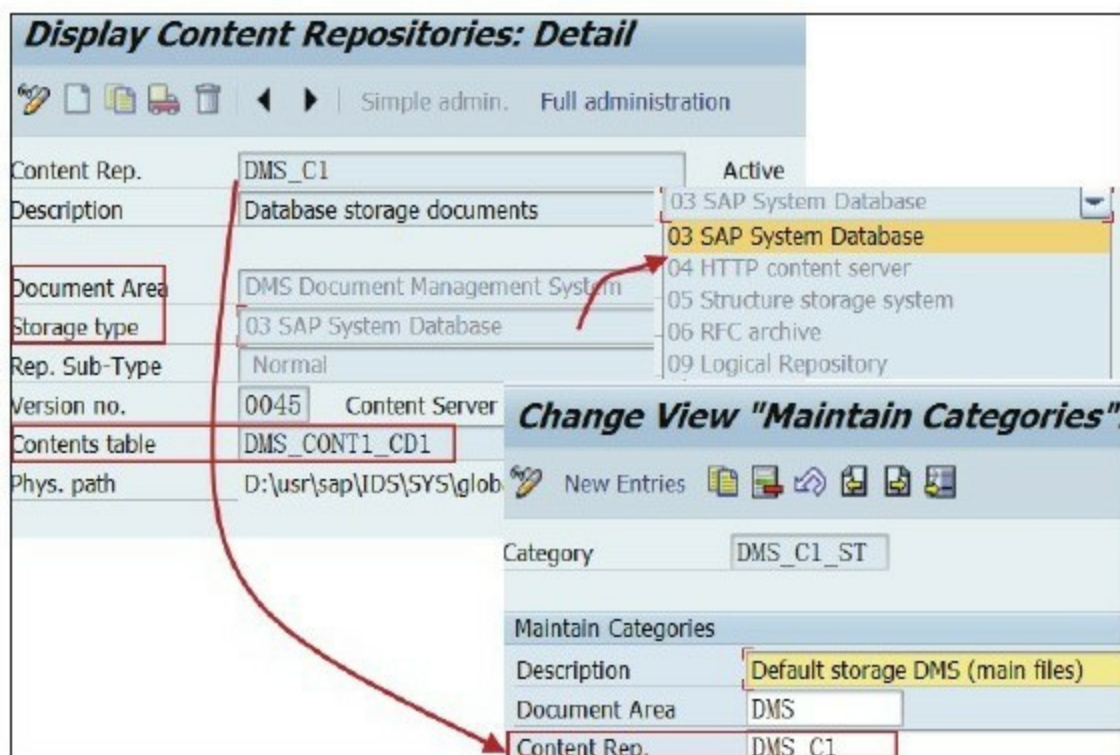 Display Content Repositories: Detail
Simple admin. Full administration
Content Rep. DMS_C1 Active
Description Database storage documents
Document Area DMS Document Management System
Storage type 03 SAP System Database
Rep. Sub-Type Normal
Version no. 0045 Content Server
Contents table DMS_CONT1_CD1
Phys. path D:\usr\sap\IDS\SYS\glob
03 SAP System Database
03 SAP System Database
04 HTTP content server
05 Structure storage system
06 RFC archive
09 Logical Repository
Change View "Maintain Categories"
New Entries
Category DMS_C1_ST
Maintain Categories
Description Default storage DMS (main files)
Document Area DMS
Content Rep. DMS_C1